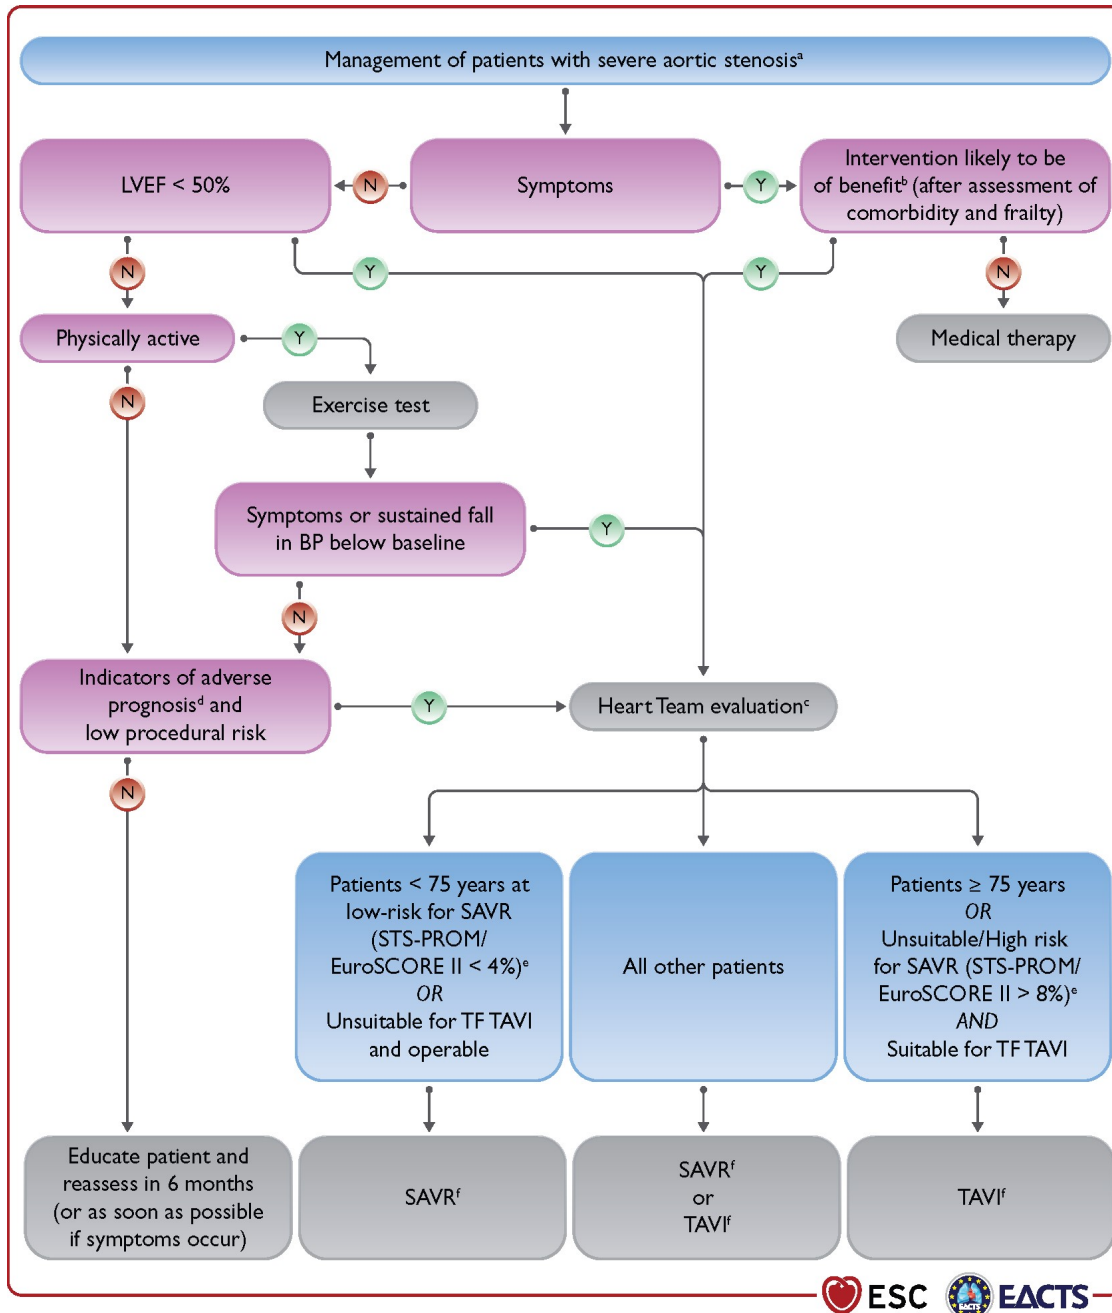 Management of patients with severe aortic stenosisᵃ
LVEF < 50%
N
Symptoms
Y
Intervention likely to be
of benefitᵇ (after assessment of
comorbidity and frailty)
N
Y
Y
N
Physically active
Y
Medical therapy
N
Exercise test
Symptoms or sustained fall
in BP below baseline
Y
N
Indicators of adverse
prognosisᵈ and
low procedural risk
Y
Heart Team evaluationᶜ
N
Patients < 75 years at
low-risk for SAVR
(STS-PROM/
EuroSCORE II < 4%)ᵉ
OR
Unsuitable for TF TAVI
and operable
All other patients
Patients ≥ 75 years
OR
Unsuitable/High risk
for SAVR (STS-PROM/
EuroSCORE II > 8%)ᵉ
AND
Suitable for TF TAVI
Educate patient and
reassess in 6 months
(or as soon as possible
if symptoms occur)
SAVRᶠ
SAVRᶠ
or
TAVIᶠ
TAVIᶠ
ESC
EACTS